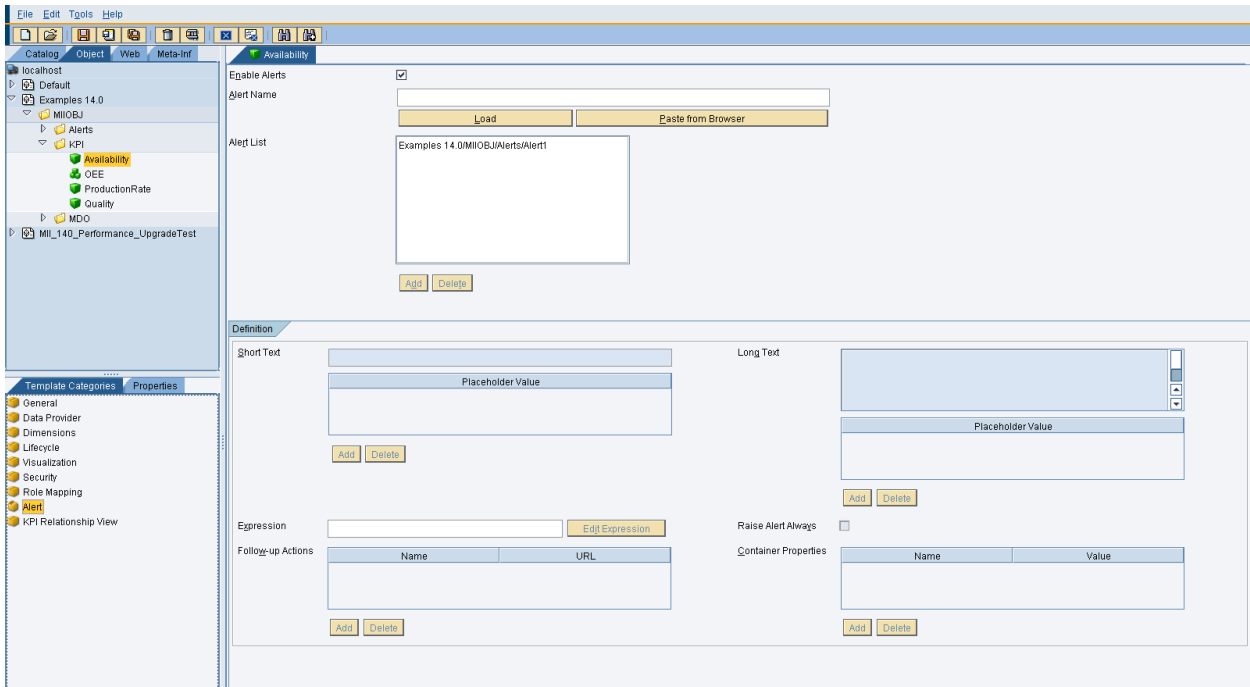 File Edit Tools Help
Catalog Object Web Meta-Inf
localhost
Default
Examples 14.0
MIIOBJ
Alerts
KPI
Availability
OEE
ProductionRate
Quality
MDO
MII_140_Performance_UpgradeTest
Template Categories Properties
General
Data Provider
Dimensions
Lifecycle
Visualization
Security
Role Mapping
Alert
KPI Relationship View
Availability
Enable Alerts
Alert Name
Load Paste from Browser
Alert List
Examples 14.0/MIIOBJ/Alerts/Alert1
Add Delete
Definition
Short Text
Placeholder Value
Add Delete
Long Text
Placeholder Value
Add Delete
Expression
Edit Expression
Raise Alert Always
Follow-up Actions
Name URL
Add Delete
Container Properties
Name Value
Add Delete